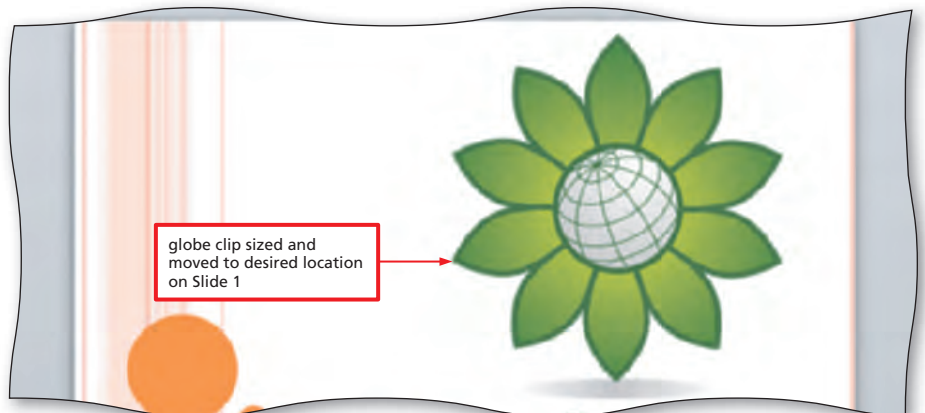 globe clip sized and
moved to desired location
on Slide 1